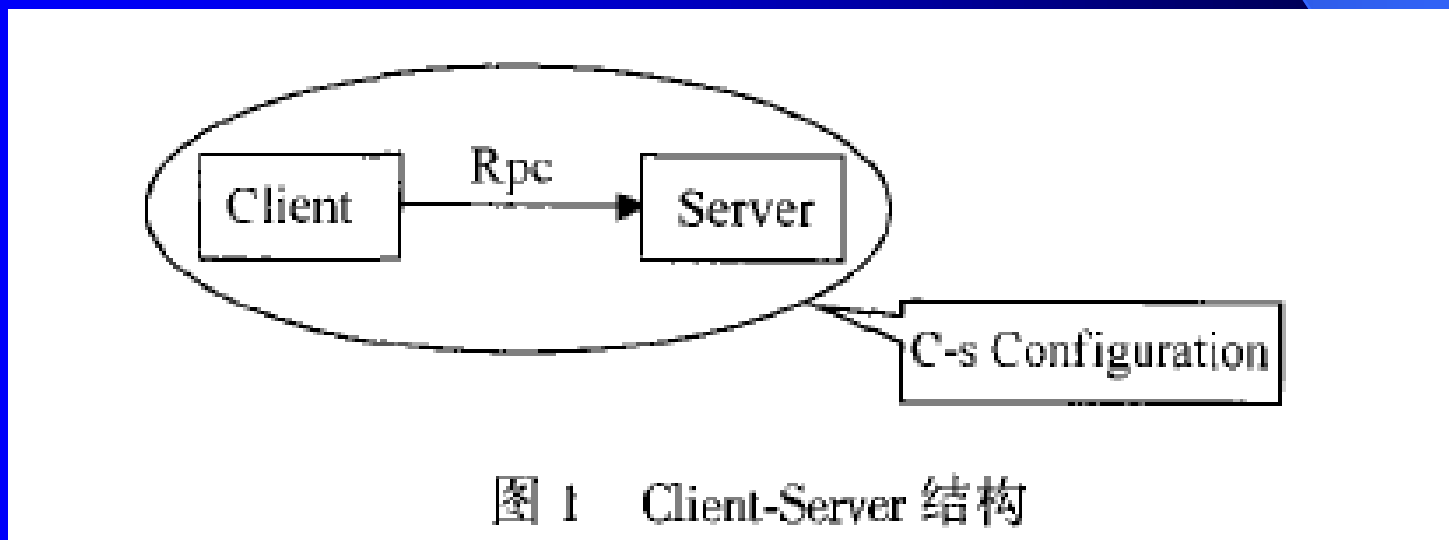 Rpc
Client
Server
C-s Configuration
图 1 Client-Server 结构